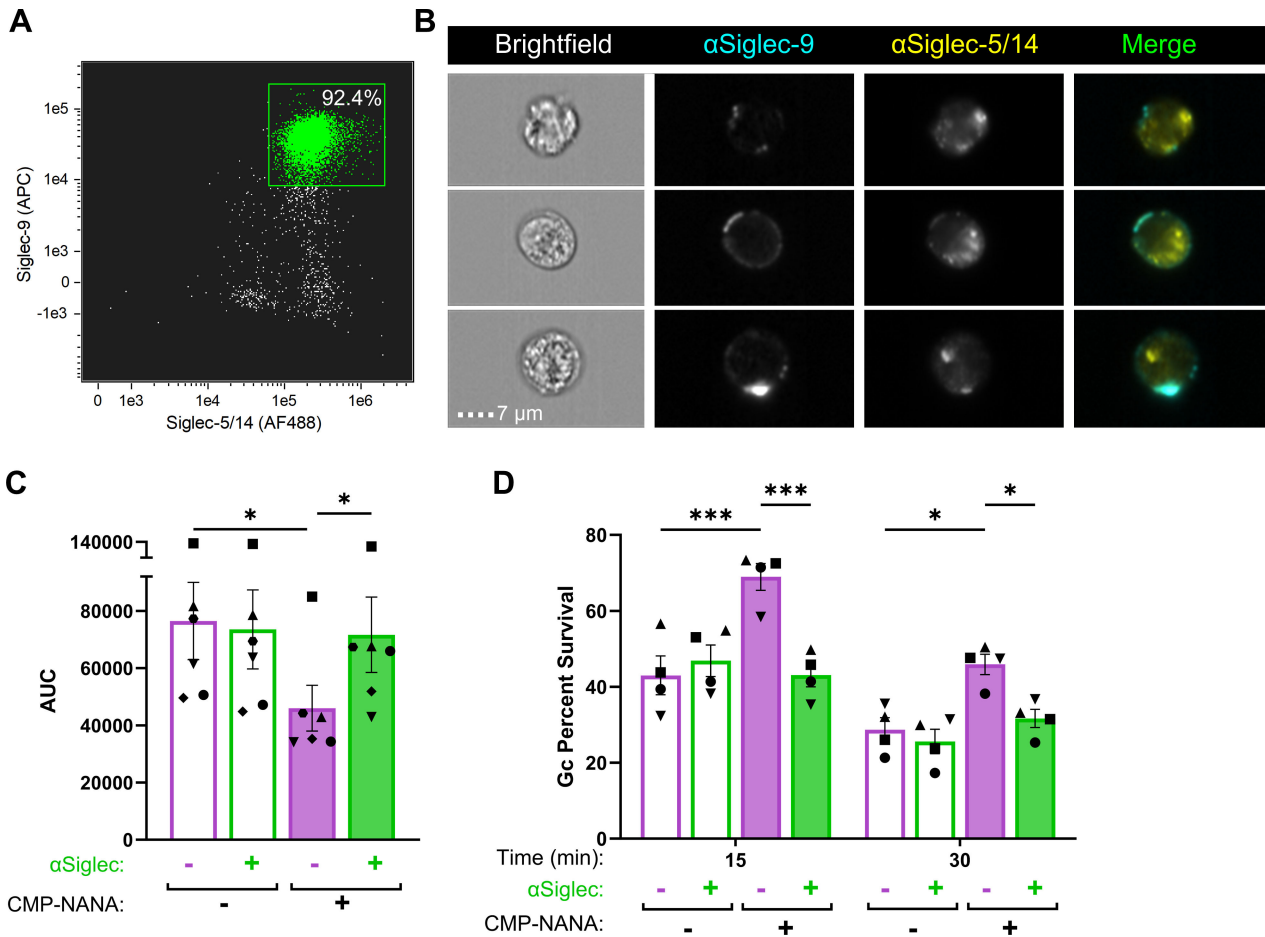 A
B
Brightfield αSiglec-9 αSiglec-5/14 Merge
92.4%
1e5
1e4
1e3
0
-1e3
Siglec-9 (APC)
0 1e3 1e4 1e5 1e6
Siglec-5/14 (AF488)
7 μm
C
* *
140000
80000
60000
40000
20000
0
AUC
αSiglec: - + - +
CMP-NANA: - +
D
*** *** * *
80
60
40
20
0
Gc Percent Survival
Time (min): 15 30
αSiglec: - + - + - + - +
CMP-NANA: - + - +